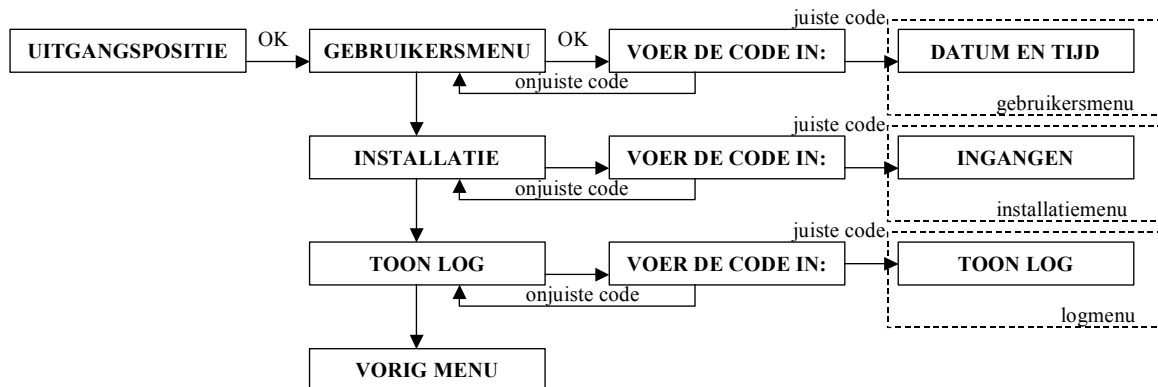 juiste code
OK
OK
UITGANGSPOSITIE
GEBRUIKERSMENU
VOER DE CODE IN:
DATUM EN TIJD
onjuiste code
gebruikersmenu
juiste code
INSTALLATIE
VOER DE CODE IN:
INGANGEN
onjuiste code
installatiemenu
juiste code
TOON LOG
VOER DE CODE IN:
TOON LOG
onjuiste code
logmenu
VORIG MENU